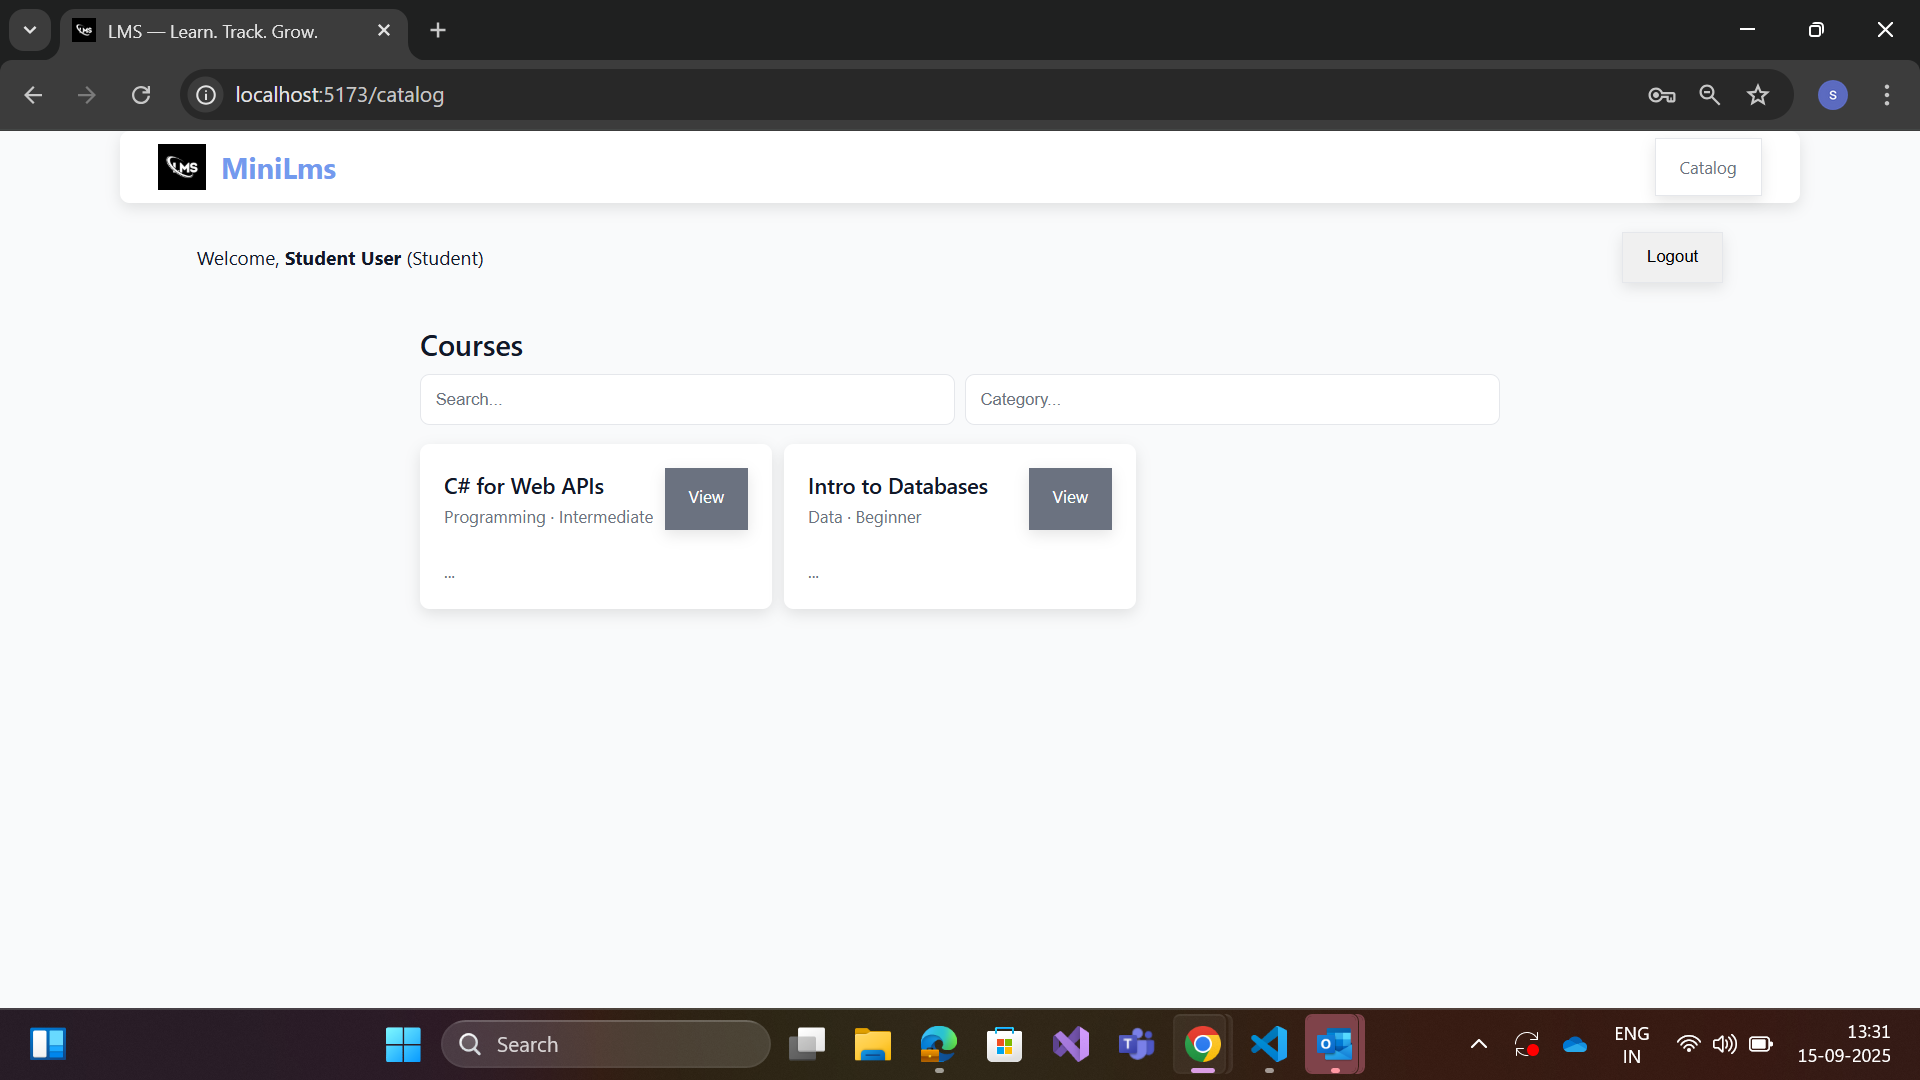 LMS — Learn. Track. Grow.
localhost:5173/catalog
S
LMS
MiniLms
Catalog
Welcome, Student User (Student)
Logout
Courses
Search...
Category...
C# for Web APIs
Programming · Intermediate
View
...
Intro to Databases
Data · Beginner
View
...
Search
ENG
IN
13:31
15-09-2025